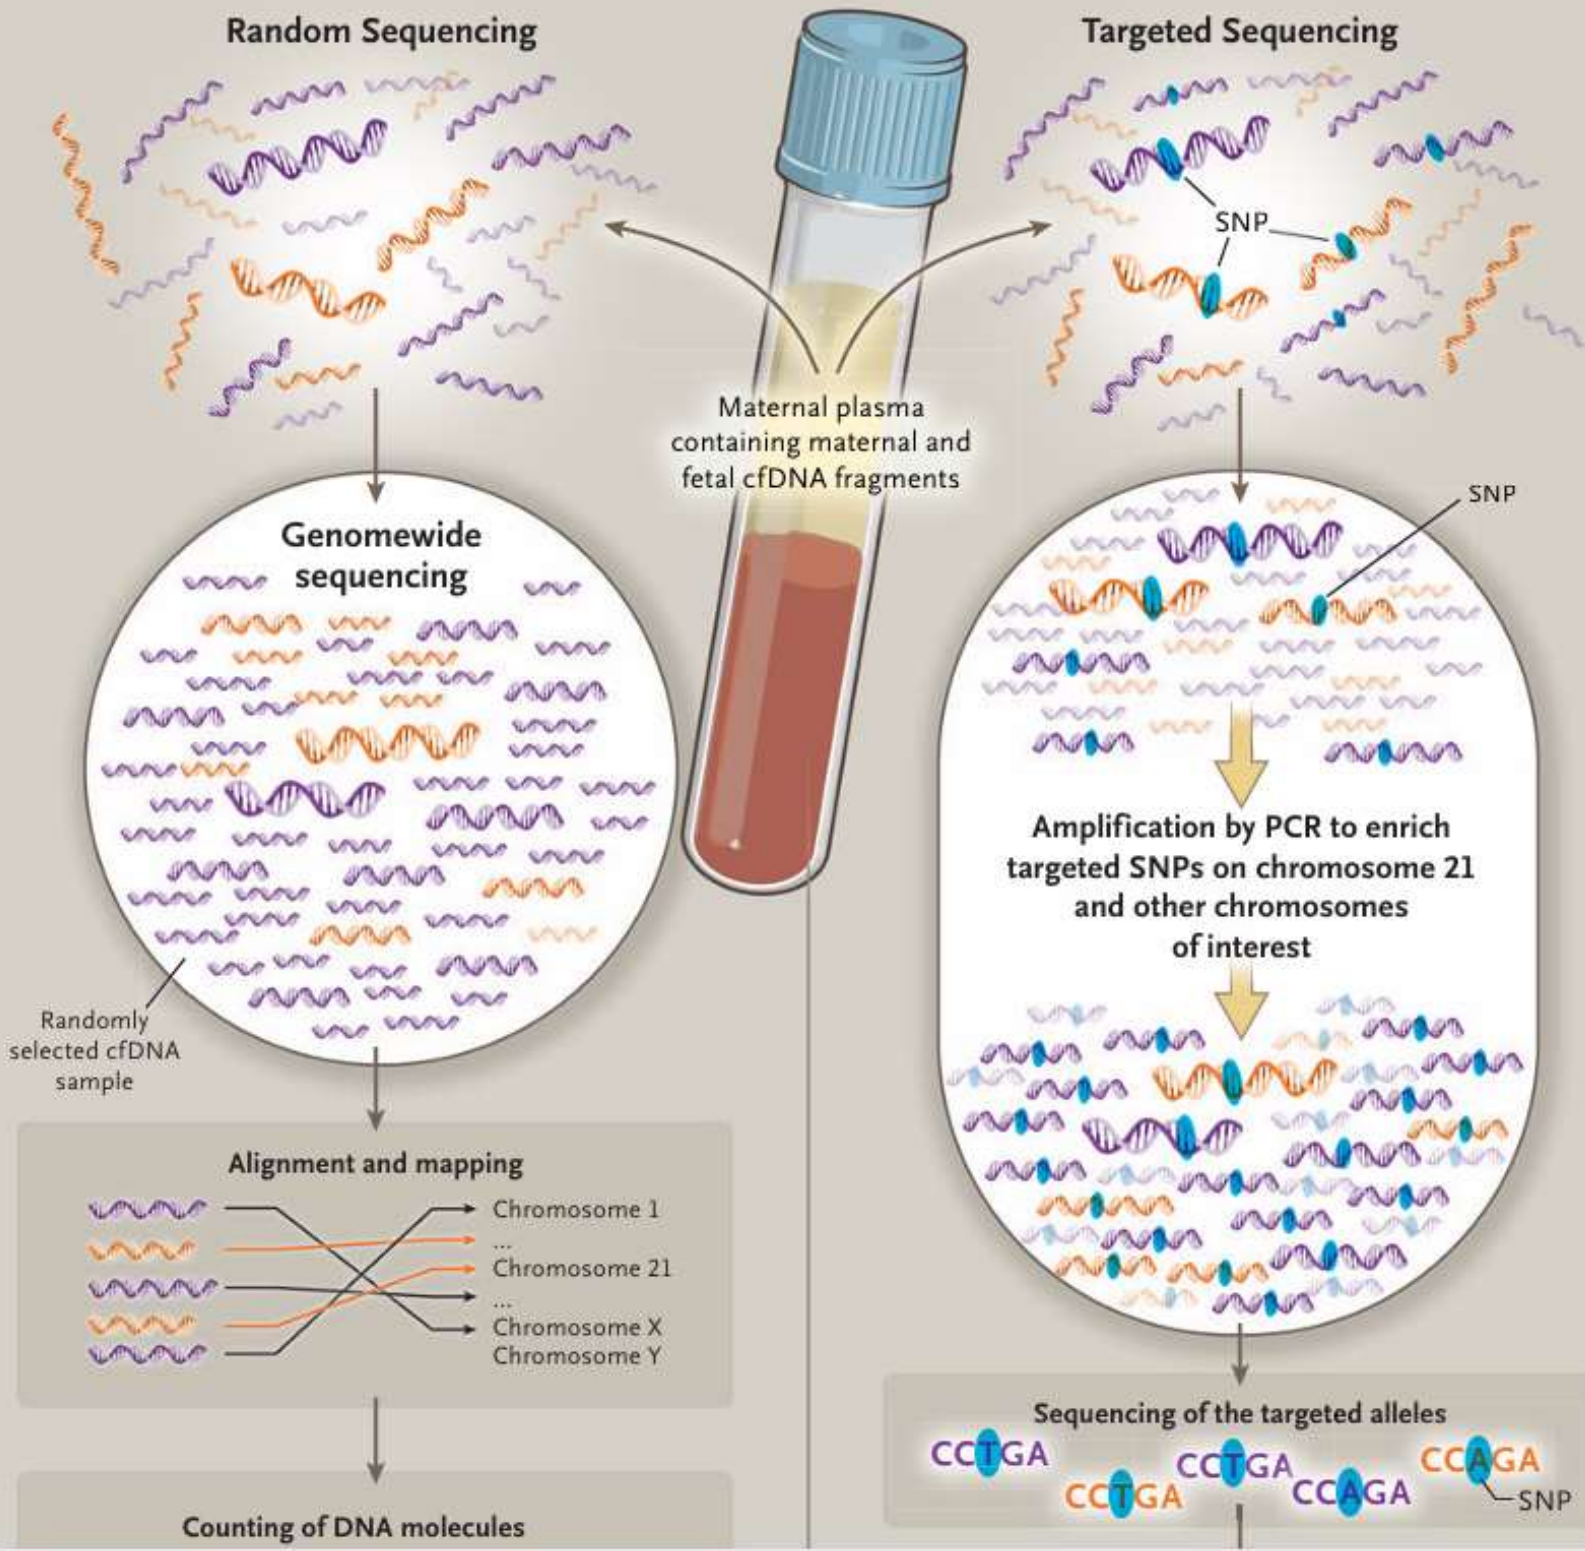 Random Sequencing
Targeted Sequencing
SNP
Maternal plasma
containing maternal and
fetal cfDNA fragments
Genomewide
sequencing
Randomly
selected cfDNA
sample
Alignment and mapping
Chromosome 1
...
Chromosome 21
...
Chromosome X
Chromosome Y
Counting of DNA molecules
SNP
Amplification by PCR to enrich
targeted SNPs on chromosome 21
and other chromosomes
of interest
Sequencing of the targeted alleles
CCTGA
CCTGA
CCTGA
CCAGA
CCAGA
SNP